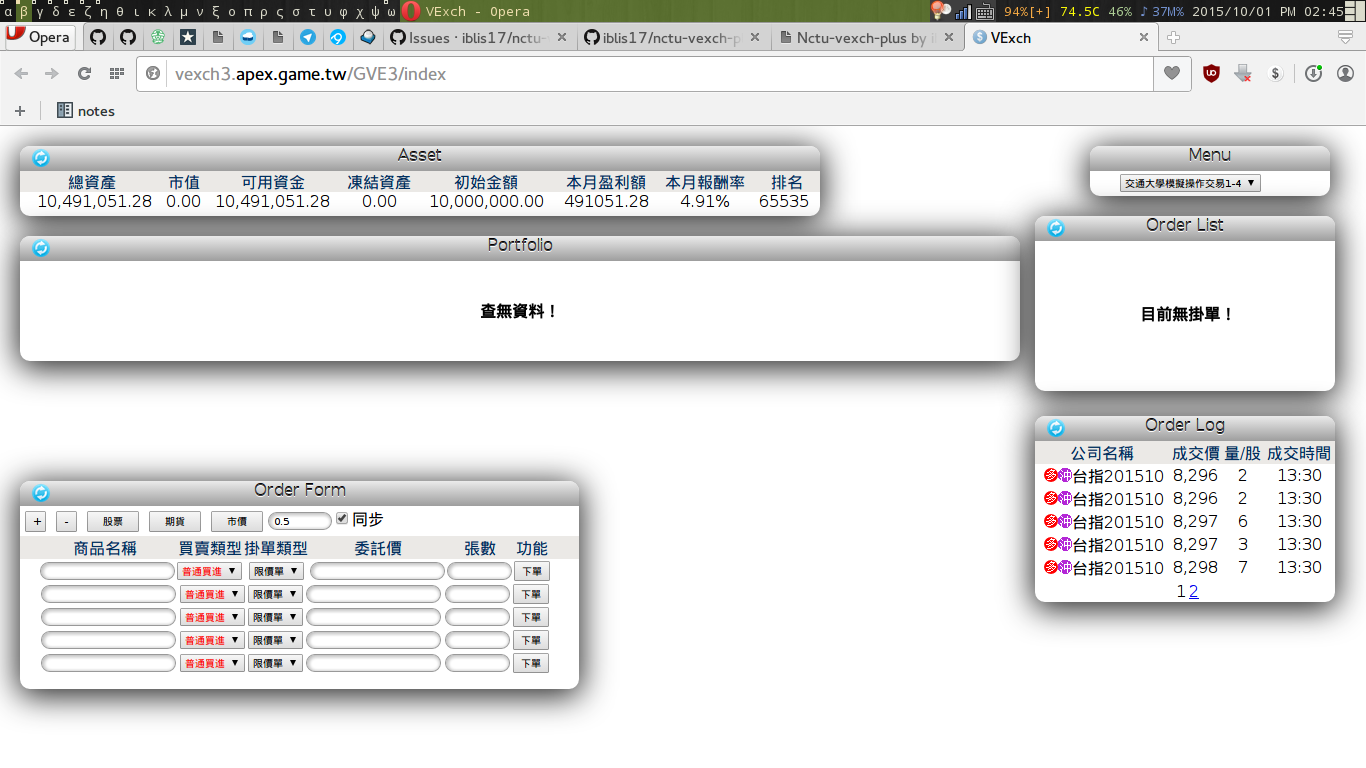 α β γ δ ε ζ η θ ι κ λ μ ν ξ ο π ρ ς σ τ υ φ χ ψ ω VExch - Opera 94%[+] 74.5C 46% ♪37M% 2015/10/01 PM 02:45
Opera Issues · iblis17/nctu- iblis17/nctu-vexch-p Nctu-vexch-plus by i VExch
vexch3.apex.game.tw/GVE3/index
notes
Asset
總資產 市值 可用資金 凍結資產 初始金額 本月盈利額 本月報酬率 排名
10,491,051.28 0.00 10,491,051.28 0.00 10,000,000.00 491051.28 4.91% 65535
Menu
交通大學模擬操作交易1-4
Portfolio
查無資料！
Order List
目前無掛單！
Order Log
公司名稱 成交價 量/股 成交時間
多沖台指201510 8,296 2 13:30
多沖台指201510 8,296 2 13:30
多沖台指201510 8,297 6 13:30
多沖台指201510 8,297 3 13:30
多沖台指201510 8,298 7 13:30
1 2
Order Form
+ - 股票 期貨 市價 0.5 同步
商品名稱 買賣類型 掛單類型 委託價 張數 功能
普通買進 限價單 下單
普通買進 限價單 下單
普通買進 限價單 下單
普通買進 限價單 下單
普通買進 限價單 下單